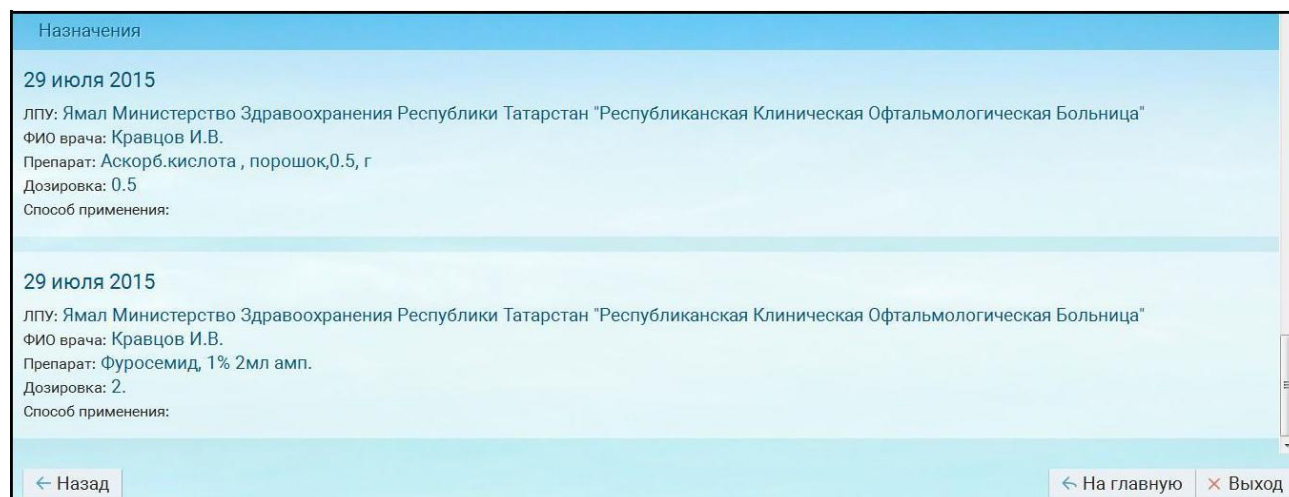 Назначения
29 июля 2015
ЛПУ: Ямал Министерство Здравоохранения Республики Татарстан "Республиканская Клиническая Офтальмологическая Больница"
ФИО врача: Кравцов И.В.
Препарат: Аскорб.кислота , порошок,0.5, г
Дозировка: 0.5
Способ применения:
29 июля 2015
ЛПУ: Ямал Министерство Здравоохранения Республики Татарстан "Республиканская Клиническая Офтальмологическая Больница"
ФИО врача: Кравцов И.В.
Препарат: Фуросемид, 1% 2мл амп.
Дозировка: 2.
Способ применения:
Назад На главную Выход